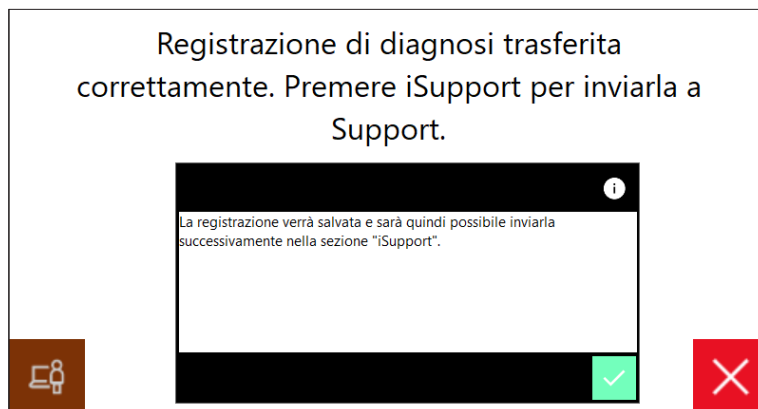 Registrazione di diagnosi trasferita
correttamente. Premere iSupport per inviarla a
Support.
La registrazione verrà salvata e sarà quindi possibile inviarla
successivamente nella sezione "iSupport".